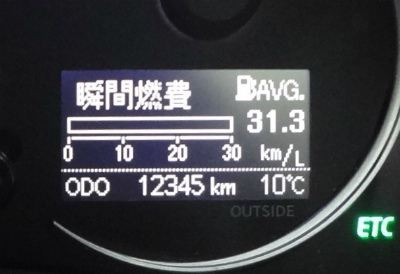 瞬間燃費 AVG.
31.3
0 10 20 30 km/L
ODO 12345 km 10℃
OUTSIDE
ETC